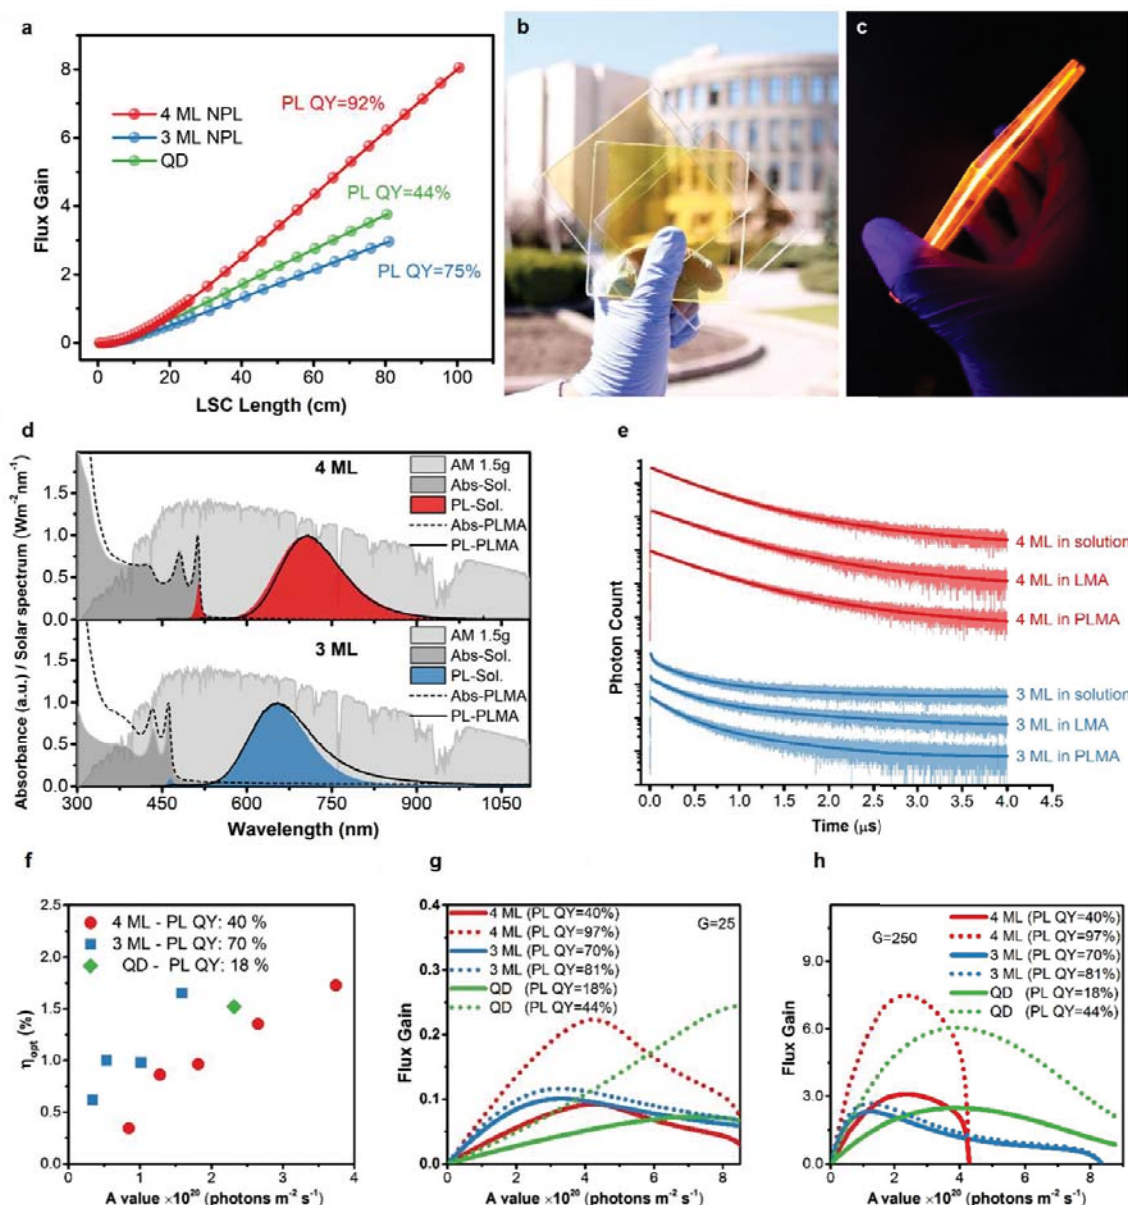 a
8
6
4
2
0
Flux Gain
4 ML NPL
3 ML NPL
QD
PL QY=92%
PL QY=44%
PL QY=75%
0 20 40 60 80 100
LSC Length (cm)
b
c
d
Absorbance (a.u.) / Solar spectrum (Wm⁻²nm⁻¹)
4 ML
1.5
1.0
0.5
0.0
AM 1.5g
Abs-Sol.
PL-Sol.
Abs-PLMA
PL-PLMA
3 ML
1.5
1.0
0.5
0.0
AM 1.5g
Abs-Sol.
PL-Sol.
Abs-PLMA
PL-PLMA
300 450 600 750 900 1050
Wavelength (nm)
e
Photon Count
4 ML in solution
4 ML in LMA
4 ML in PLMA
3 ML in solution
3 ML in LMA
3 ML in PLMA
0.0 0.5 1.0 1.5 2.0 2.5 3.0 3.5 4.0 4.5
Time (μs)
f
2.5
2.0
1.5
1.0
0.5
0.0
ηopt (%)
4 ML - PL QY: 40 %
3 ML - PL QY: 70 %
QD - PL QY: 18 %
0 1 2 3 4
A value ×10²⁰ (photons m⁻² s⁻¹)
g
0.4
0.3
0.2
0.1
0.0
Flux Gain
4 ML (PL QY=40%)
4 ML (PL QY=97%)
3 ML (PL QY=70%)
3 ML (PL QY=81%)
QD (PL QY=18%)
QD (PL QY=44%)
G=25
0 2 4 6 8
A value ×10²⁰ (photons m⁻² s⁻¹)
h
9.0
6.0
3.0
0.0
Flux Gain
G=250
4 ML (PL QY=40%)
4 ML (PL QY=97%)
3 ML (PL QY=70%)
3 ML (PL QY=81%)
QD (PL QY=18%)
QD (PL QY=44%)
0 2 4 6 8
A value ×10²⁰ (photons m⁻² s⁻¹)